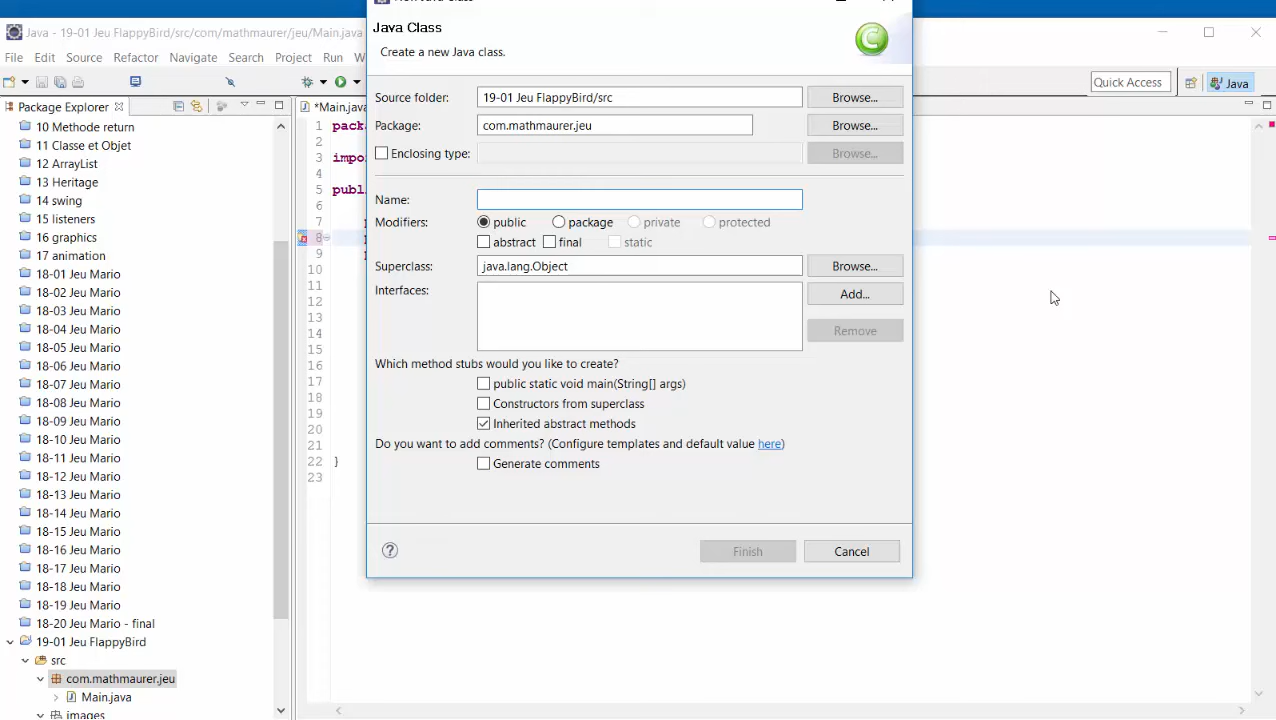 Java - 19-01 Jeu FlappyBird/src/com/mathmaurer/jeu/Main.java
File Edit Source Refactor Navigate Search Project Run W
Quick Access
Java
Package Explorer
*Main.java
10 Methode return
11 Classe et Objet
12 ArrayList
13 Heritage
14 swing
15 listeners
16 graphics
17 animation
18-01 Jeu Mario
18-02 Jeu Mario
18-03 Jeu Mario
18-04 Jeu Mario
18-05 Jeu Mario
18-06 Jeu Mario
18-07 Jeu Mario
18-08 Jeu Mario
18-09 Jeu Mario
18-10 Jeu Mario
18-11 Jeu Mario
18-12 Jeu Mario
18-13 Jeu Mario
18-14 Jeu Mario
18-15 Jeu Mario
18-16 Jeu Mario
18-17 Jeu Mario
18-18 Jeu Mario
18-19 Jeu Mario
18-20 Jeu Mario - final
19-01 Jeu FlappyBird
src
com.mathmaurer.jeu
Main.java
images
1 pack
2
3 impo
4
5 publ
6
7
8
9
10
11
12
13
14
15
16
17
18
19
20
21
22 }
23
Java Class
Create a new Java class.
Source folder: 19-01 Jeu FlappyBird/src Browse...
Package: com.mathmaurer.jeu Browse...
Enclosing type: Browse...
Name:
Modifiers: public package private protected
abstract final static
Superclass: java.lang.Object Browse...
Interfaces: Add...
Remove
Which method stubs would you like to create?
public static void main(String[] args)
Constructors from superclass
Inherited abstract methods
Do you want to add comments? (Configure templates and default value here)
Generate comments
Finish Cancel